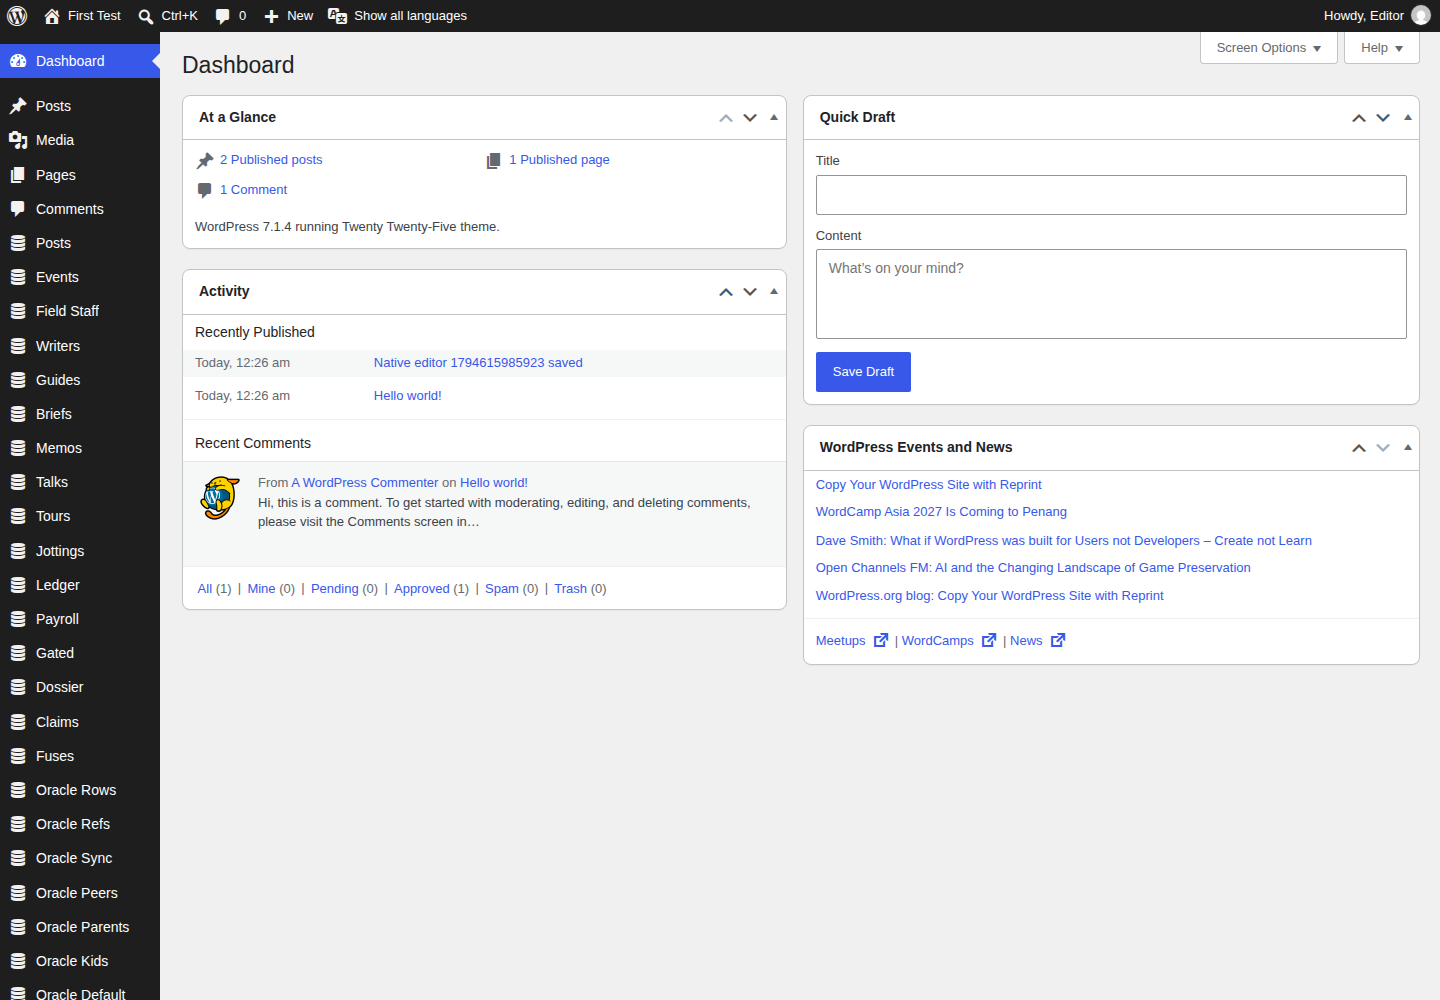 First Test Ctrl+K 0 New Show all languages Howdy, Editor
Dashboard
Posts
Media
Pages
Comments
Posts
Events
Field Staff
Writers
Guides
Briefs
Memos
Talks
Tours
Jottings
Ledger
Payroll
Gated
Dossier
Claims
Fuses
Oracle Rows
Oracle Refs
Oracle Sync
Oracle Peers
Oracle Parents
Oracle Kids
Oracle Default
Screen Options Help
Dashboard
At a Glance
2 Published posts 1 Published page
1 Comment
WordPress 7.1.4 running Twenty Twenty-Five theme.
Activity
Recently Published
Today, 12:26 am Native editor 1794615985923 saved
Today, 12:26 am Hello world!
Recent Comments
From A WordPress Commenter on Hello world!
Hi, this is a comment. To get started with moderating, editing, and deleting comments,
please visit the Comments screen in…
All (1) | Mine (0) | Pending (0) | Approved (1) | Spam (0) | Trash (0)
Quick Draft
Title
Content
What's on your mind?
Save Draft
WordPress Events and News
Copy Your WordPress Site with Reprint
WordCamp Asia 2027 Is Coming to Penang
Dave Smith: What if WordPress was built for Users not Developers – Create not Learn
Open Channels FM: AI and the Changing Landscape of Game Preservation
WordPress.org blog: Copy Your WordPress Site with Reprint
Meetups | WordCamps | News